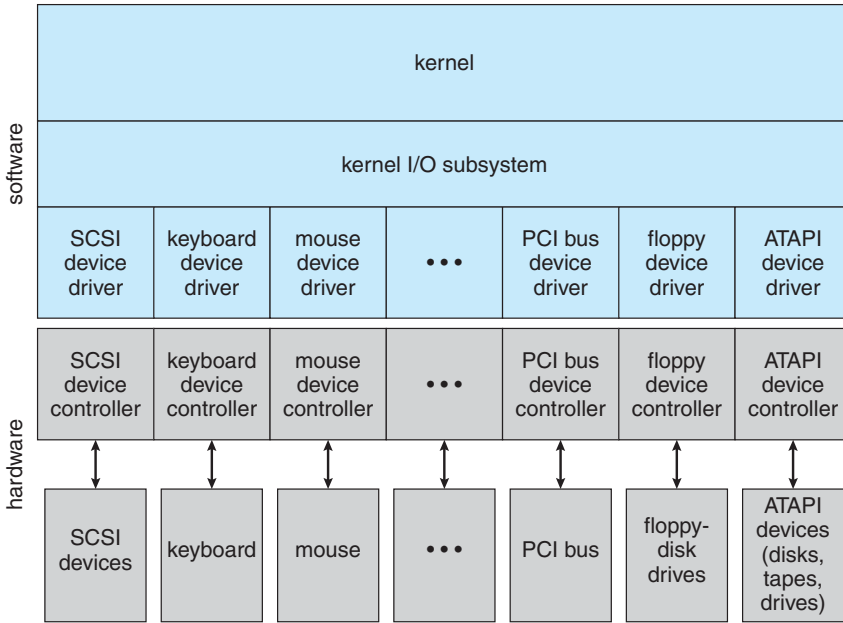 software
kernel
kernel I/O subsystem
SCSI
device
driver
keyboard
device
driver
mouse
device
driver
•••
PCI bus
device
driver
floppy
device
driver
ATAPI
device
driver
hardware
SCSI
device
controller
keyboard
device
controller
mouse
device
controller
•••
PCI bus
device
controller
floppy
device
controller
ATAPI
device
controller
SCSI
devices
keyboard
mouse
•••
PCI bus
floppy-
disk
drives
ATAPI
devices
(disks,
tapes,
drives)